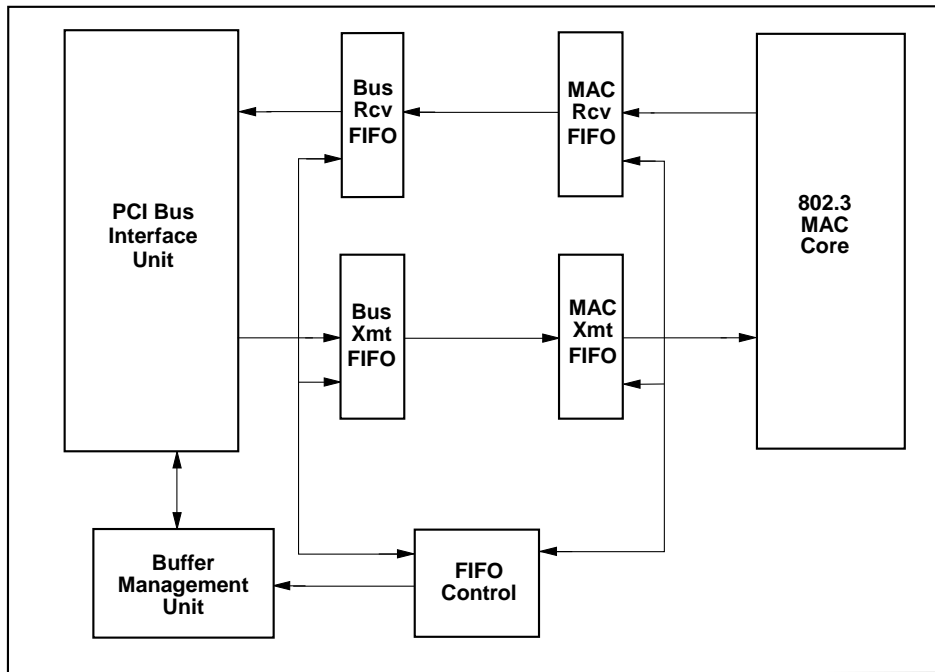 Bus
Rcv
FIFO
MAC
Rcv
FIFO
PCI Bus
Interface
Unit
802.3
MAC
Core
Bus
Xmt
FIFO
MAC
Xmt
FIFO
Buffer
Management
Unit
FIFO
Control